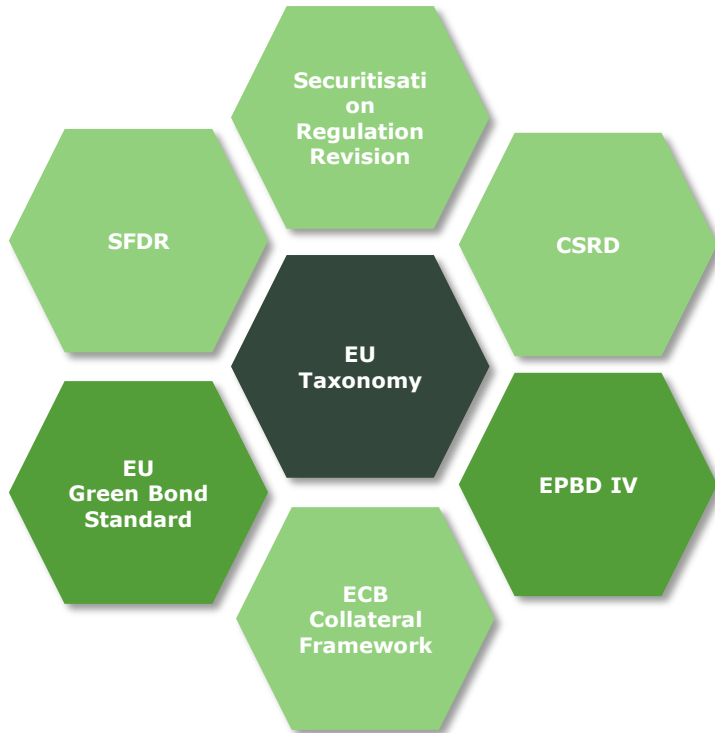 Securitisati
on
Regulation
Revision
SFDR
CSRD
EU
Taxonomy
EU
Green Bond
Standard
EPBD IV
ECB
Collateral
Framework